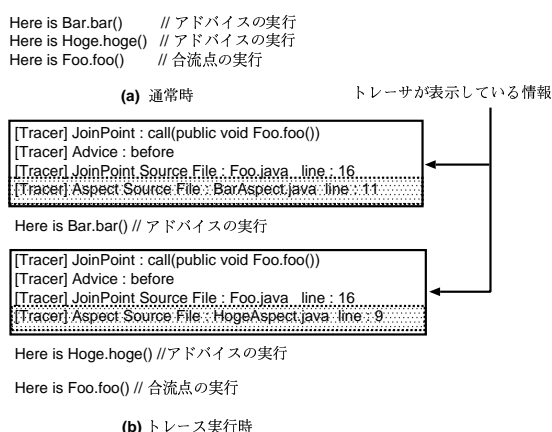 Here is Bar.bar() // アドバイスの実行
Here is Hoge.hoge() // アドバイスの実行
Here is Foo.foo() // 合流点の実行
(a) 通常時
トレーサが表示している情報
[Tracer] JoinPoint : call(public void Foo.foo())
[Tracer] Advice : before
[Tracer] JoinPoint Source File : Foo.java line : 16
[Tracer] Aspect Source File : BarAspect.java line : 11
Here is Bar.bar() // アドバイスの実行
[Tracer] JoinPoint : call(public void Foo.foo())
[Tracer] Advice : before
[Tracer] JoinPoint Source File : Foo.java line : 16
[Tracer] Aspect Source File : HogeAspect.java line : 9
Here is Hoge.hoge() //アドバイスの実行
Here is Foo.foo() // 合流点の実行
(b) トレース実行時